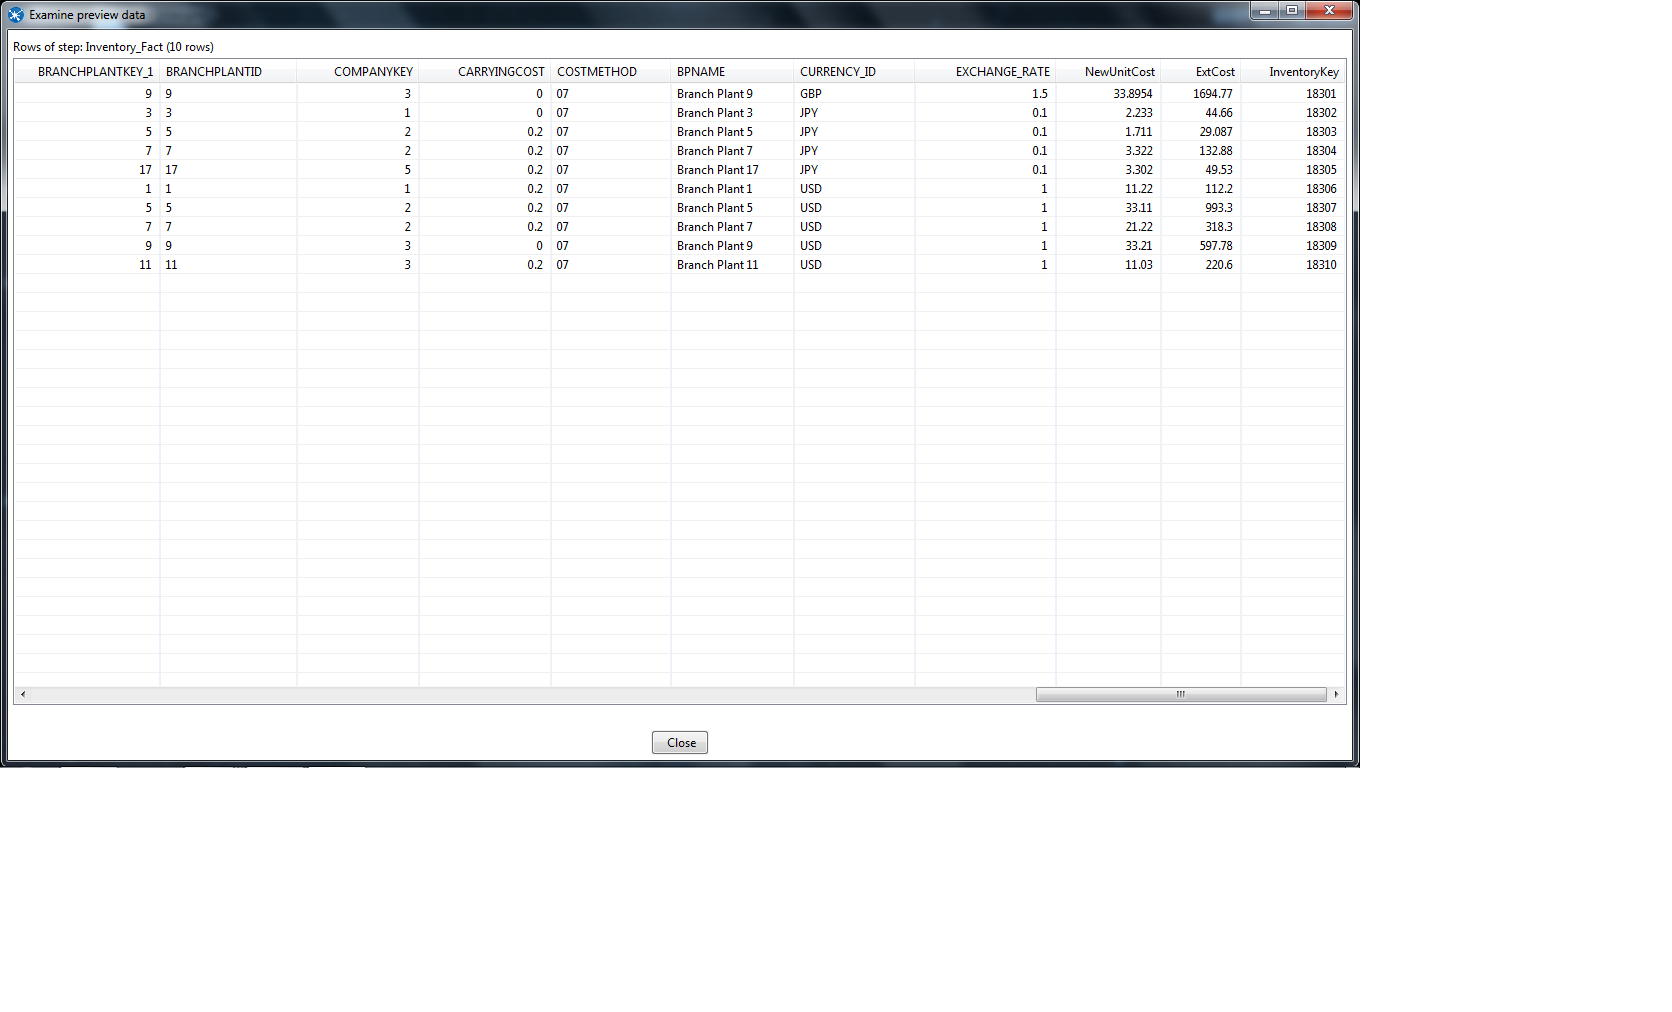 Examine preview data
Rows of step: Inventory_Fact (10 rows)
BRANCHPLANTKEY_1 BRANCHPLANTID COMPANYKEY CARRYINGCOST COSTMETHOD BPNAME CURRENCY_ID EXCHANGE_RATE NewUnitCost ExtCost InventoryKey
9 9 3 0 07 Branch Plant 9 GBP 1.5 33.8954 1694.77 18301
3 3 1 0 07 Branch Plant 3 JPY 0.1 2.233 44.66 18302
5 5 2 0.2 07 Branch Plant 5 JPY 0.1 1.711 29.087 18303
7 7 2 0.2 07 Branch Plant 7 JPY 0.1 3.322 132.88 18304
17 17 5 0.2 07 Branch Plant 17 JPY 0.1 3.302 49.53 18305
1 1 1 0.2 07 Branch Plant 1 USD 1 11.22 112.2 18306
5 5 2 0.2 07 Branch Plant 5 USD 1 33.11 993.3 18307
7 7 2 0.2 07 Branch Plant 7 USD 1 21.22 318.3 18308
9 9 3 0 07 Branch Plant 9 USD 1 33.21 597.78 18309
11 11 3 0.2 07 Branch Plant 11 USD 1 11.03 220.6 18310
Close